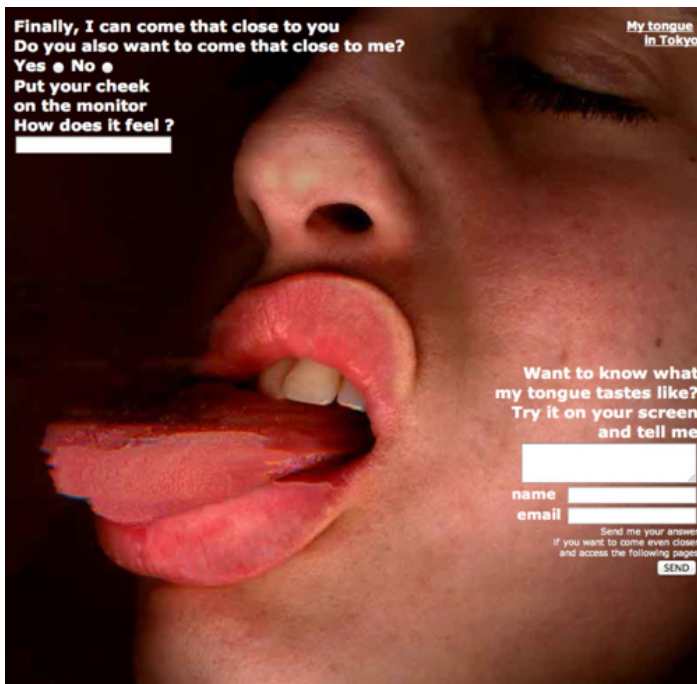 Finally, I can come that close to you
Do you also want to come that close to me?
Yes No
Put your cheek
on the monitor
How does it feel ?
My tongue
in Tokyo
Want to know what
my tongue tastes like?
Try it on your screen
and tell me
name
email
Send me your answer
if you want to come even closer
and access the following pages
SEND